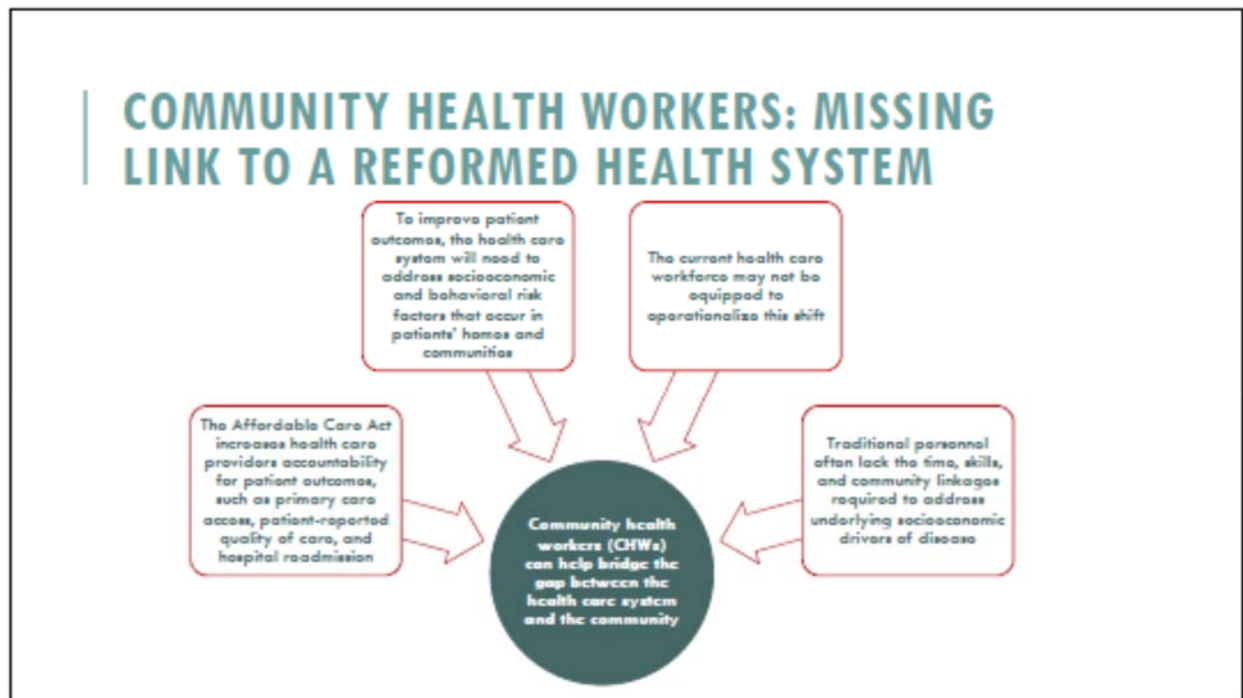 COMMUNITY HEALTH WORKERS: MISSING
LINK TO A REFORMED HEALTH SYSTEM
To improve patient
outcomes, the health care
system will need to
address socioeconomic
and behavioral risk
factors that occur in
patients' homes and
communities
The current health care
workforce may not be
equipped to
operationalize this shift
The Affordable Care Act
increases health care
providers accountability
for patient outcomes,
such as primary care
access, patient-reported
quality of care, and
hospital readmission
Traditional personnel
often lack the time, skills,
and community linkages
required to address
underlying socioeconomic
drivers of disease
Community health
workers (CHWs)
can help bridge the
gap between the
health care system
and the community